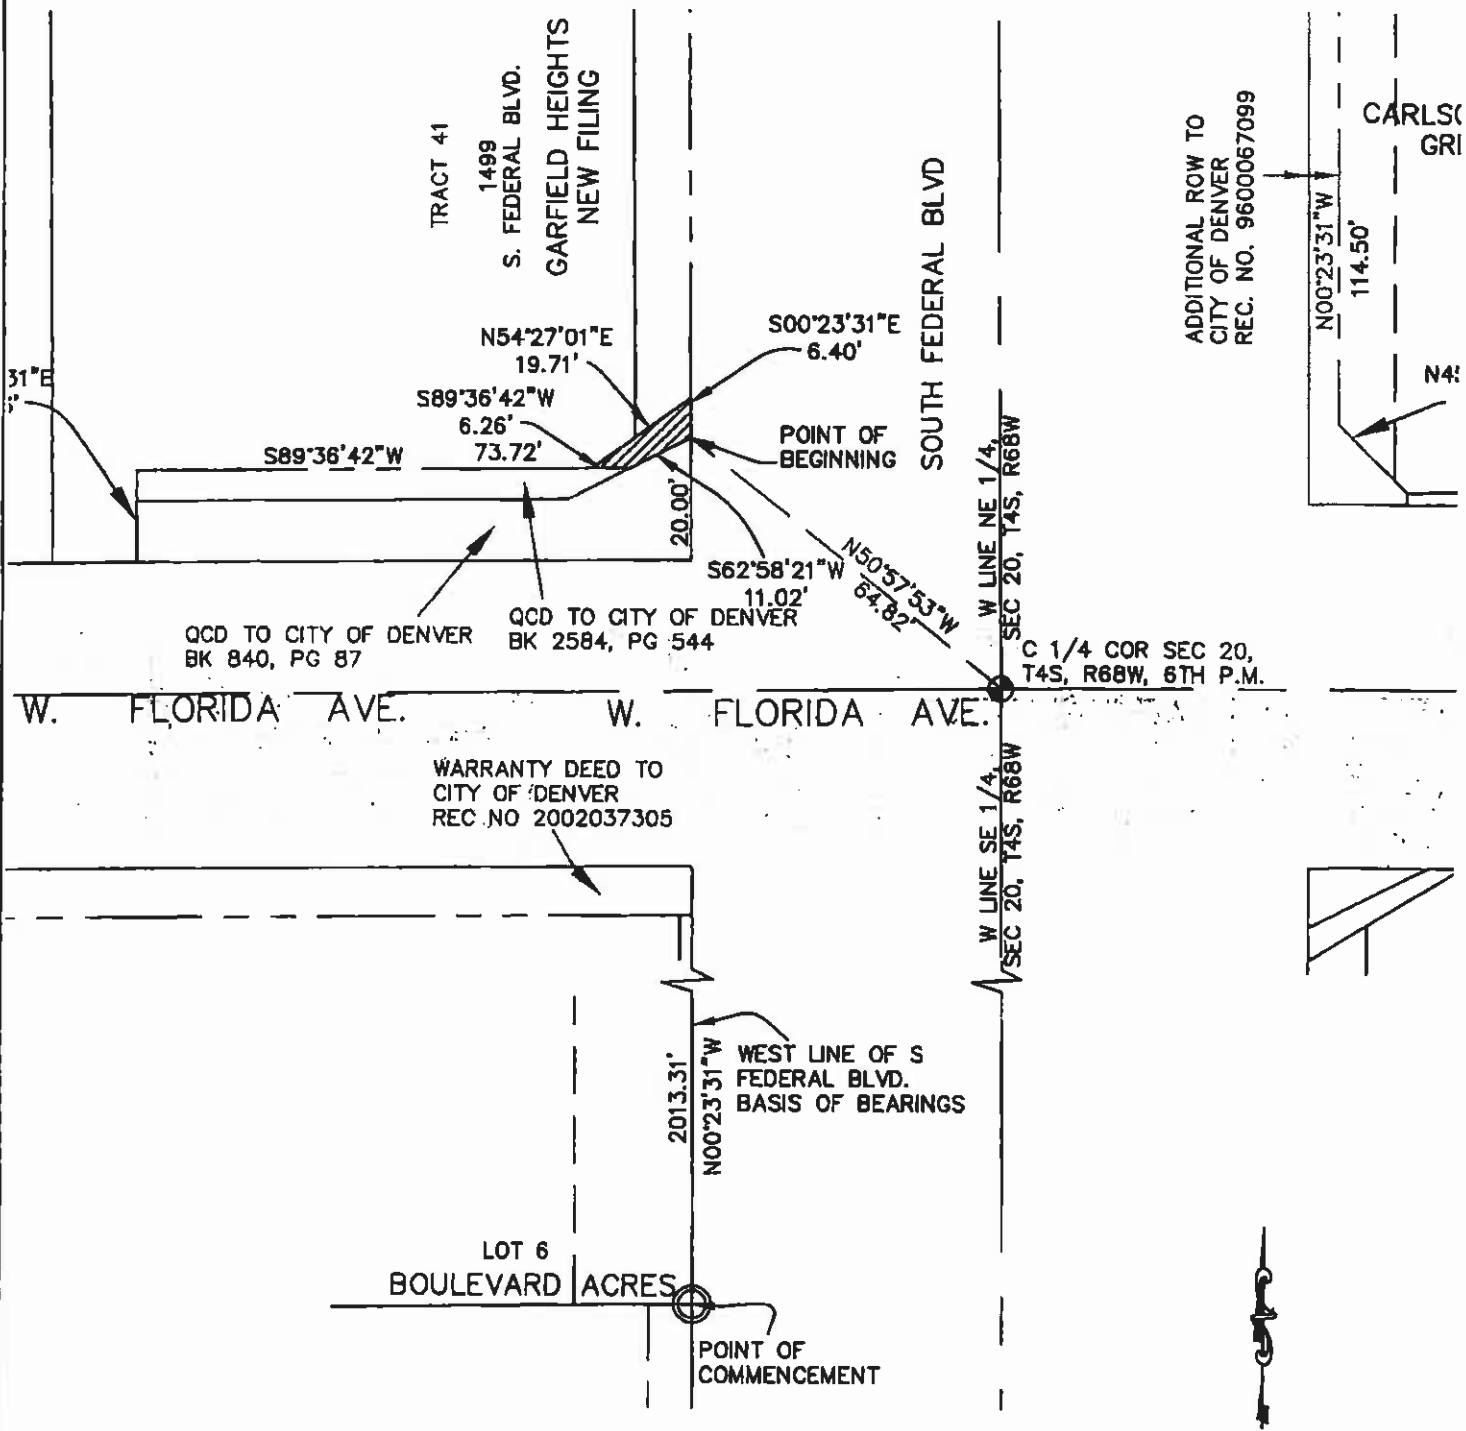 TRACT 41
1499
S. FEDERAL BLVD.
GARFIELD HEIGHTS
NEW FILING
SOUTH FEDERAL BLVD
ADDITIONAL ROW TO
CITY OF DENVER
REC. NO. 9600067099
CARLS(
GRI
N00°23'31"W
114.50'
N54°27'01"E
19.71'
S00°23'31"E
6.40'
31"E
S89°36'42"W
6.26'
73.72'
N4
S89°36'42"W
POINT OF
BEGINNING
20.00'
W LINE NE 1/4,
SEC 20, T4S, R68W
S62°58'21"W
11.02'
N50°57'53"W
64.82'
QCD TO CITY OF DENVER
BK 840, PG 87
QCD TO CITY OF DENVER
BK 2584, PG 544
C 1/4 COR SEC 20,
T4S, R68W, 6TH P.M.
W. FLORIDA AVE.
W. FLORIDA AVE.
WARRANTY DEED TO
CITY OF DENVER
REC NO 2002037305
W LINE SE 1/4,
SEC 20, T4S, R68W
2013.31'
N00°23'31"W
WEST LINE OF S
FEDERAL BLVD.
BASIS OF BEARINGS
LOT 6
BOULEVARD ACRES
POINT OF
COMMENCEMENT